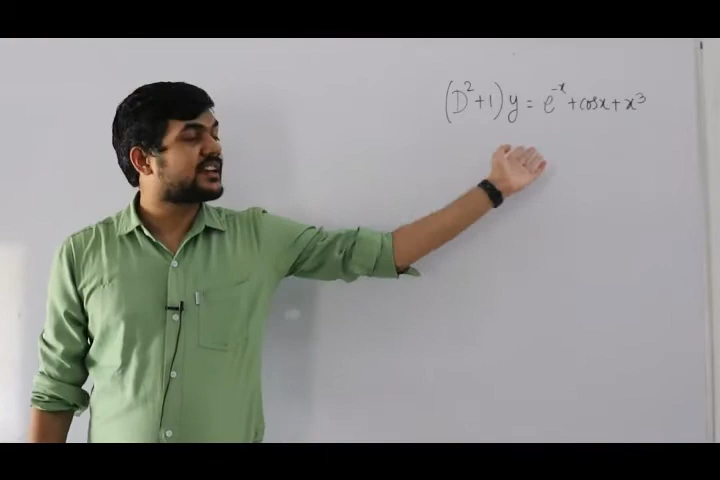 (D²+1)y = e⁻ˣ + cosx + x³